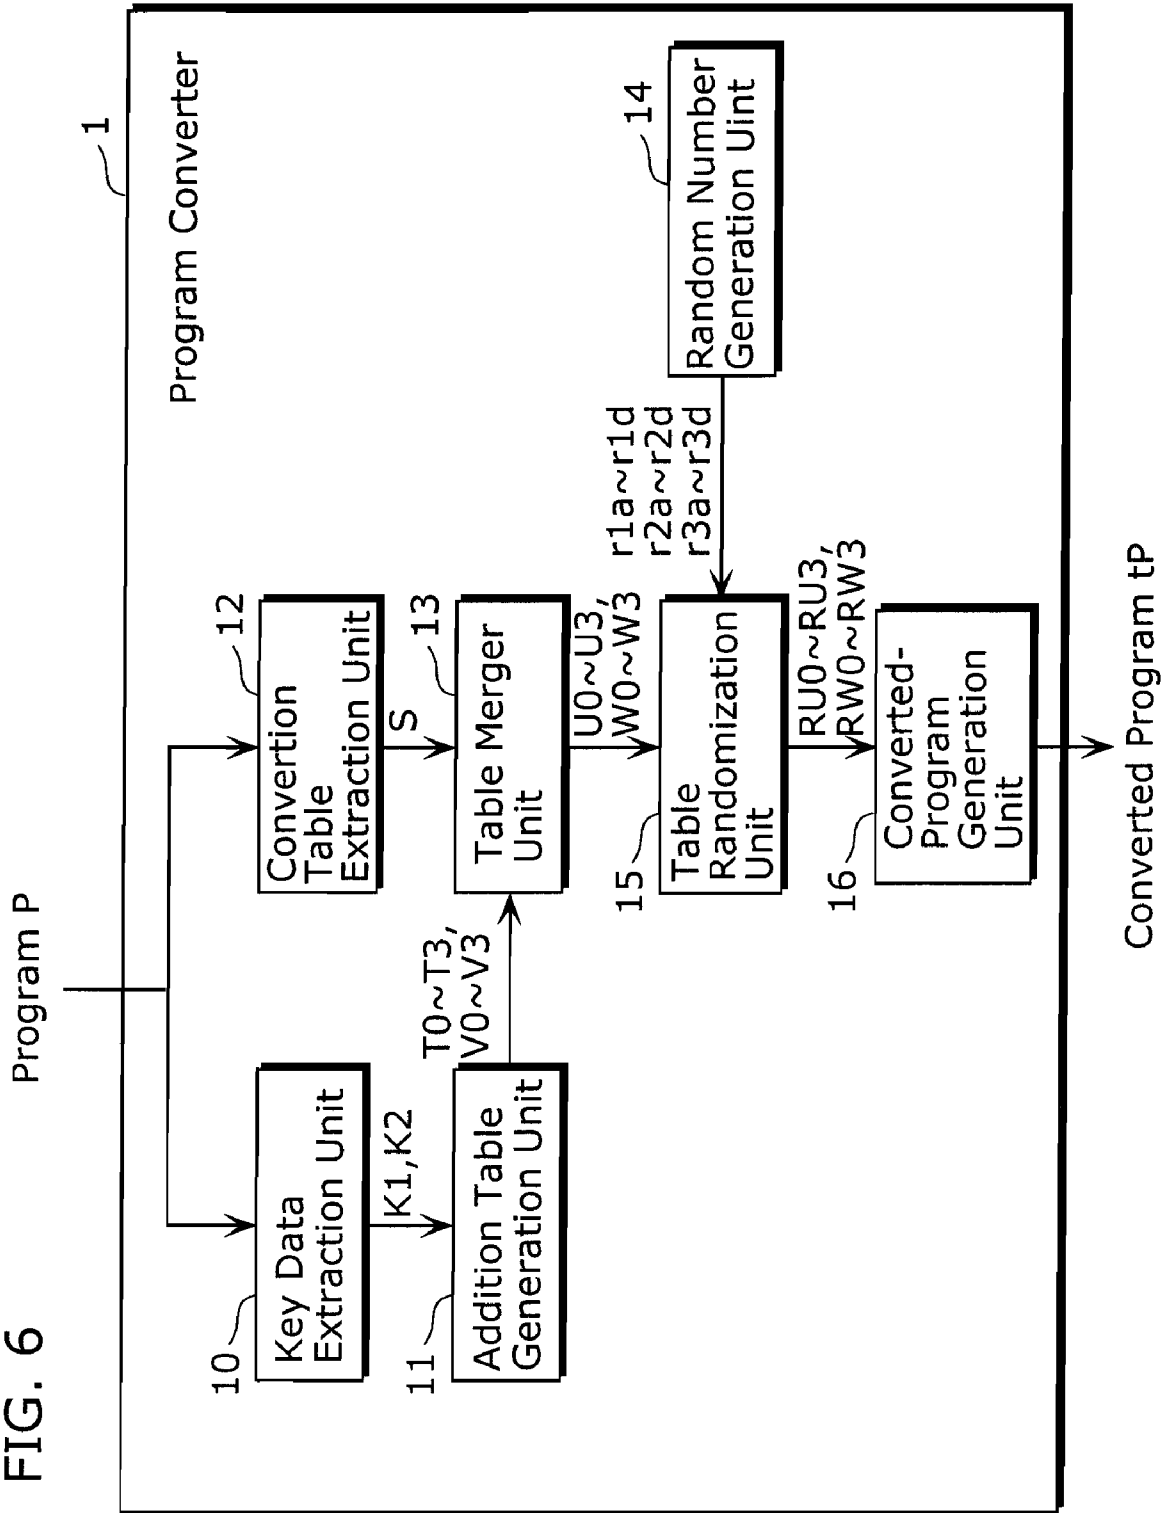 FIG. 6
Program P
1
Program Converter
10
Key Data
Extraction Unit
12
Convertion
Table
Extraction Unit
K1,K2
S
11
Addition Table
Generation Unit
T0~T3,
V0~V3
13
Table Merger
Unit
U0~U3,
W0~W3
14
Random Number
Generation Uint
r1a~r1d
r2a~r2d
r3a~r3d
15
Table
Randomization
Unit
RU0~RU3,
RW0~RW3
16
Converted-
Program
Generation
Unit
Converted Program tP